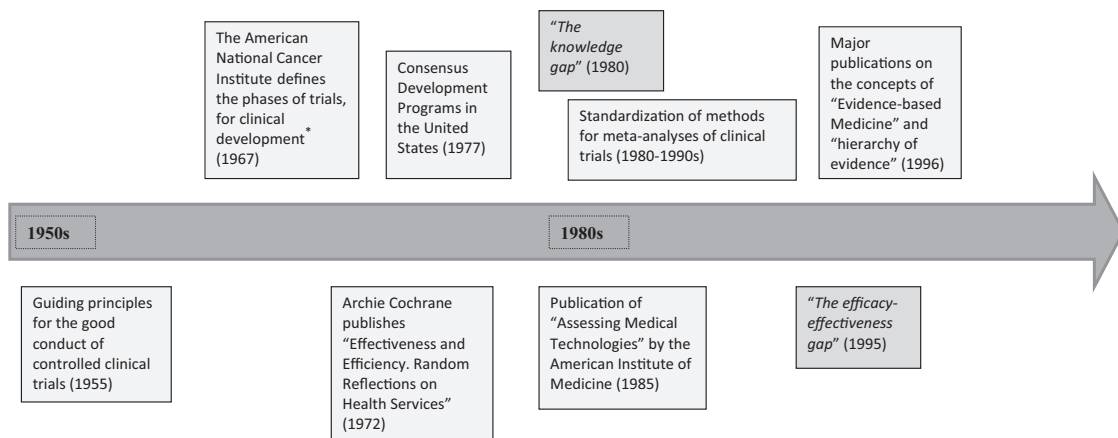 The American
National Cancer
Institute defines
the phases of trials,
for clinical
development*
(1967)
Consensus
Development
Programs in
the United
States (1977)
“The
knowledge
gap” (1980)
Standardization of methods
for meta-analyses of clinical
trials (1980-1990s)
Major
publications on
the concepts of
“Evidence-based
Medicine” and
“hierarchy of
evidence” (1996)
1950s
1980s
Guiding principles
for the good
conduct of
controlled clinical
trials (1955)
Archie Cochrane
publishes
“Effectiveness and
Efficiency. Random
Reflections on
Health Services”
(1972)
Publication of
“Assessing Medical
Technologies” by the
American Institute of
Medicine (1985)
“The efficacy-
effectiveness
gap” (1995)